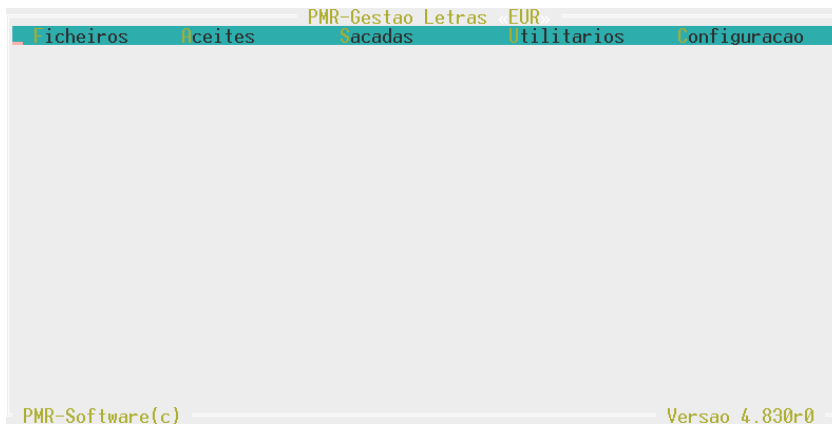 PMR-Gestao Letras «EUR»
Ficheiros Aceites Sacadas Utilitarios Configuracao
PMR-Software(c) Versao 4.830r0